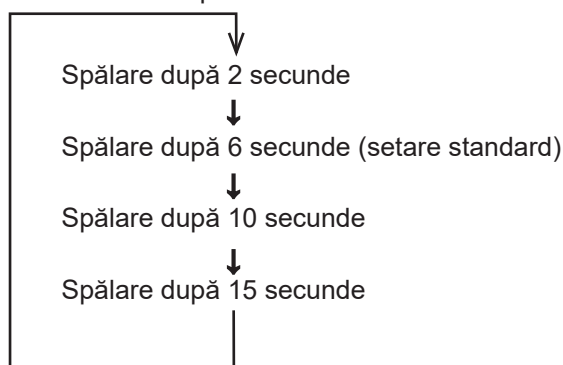 Spălare după 2 secunde
Spălare după 6 secunde (setare standard)
Spălare după 10 secunde
Spălare după 15 secunde